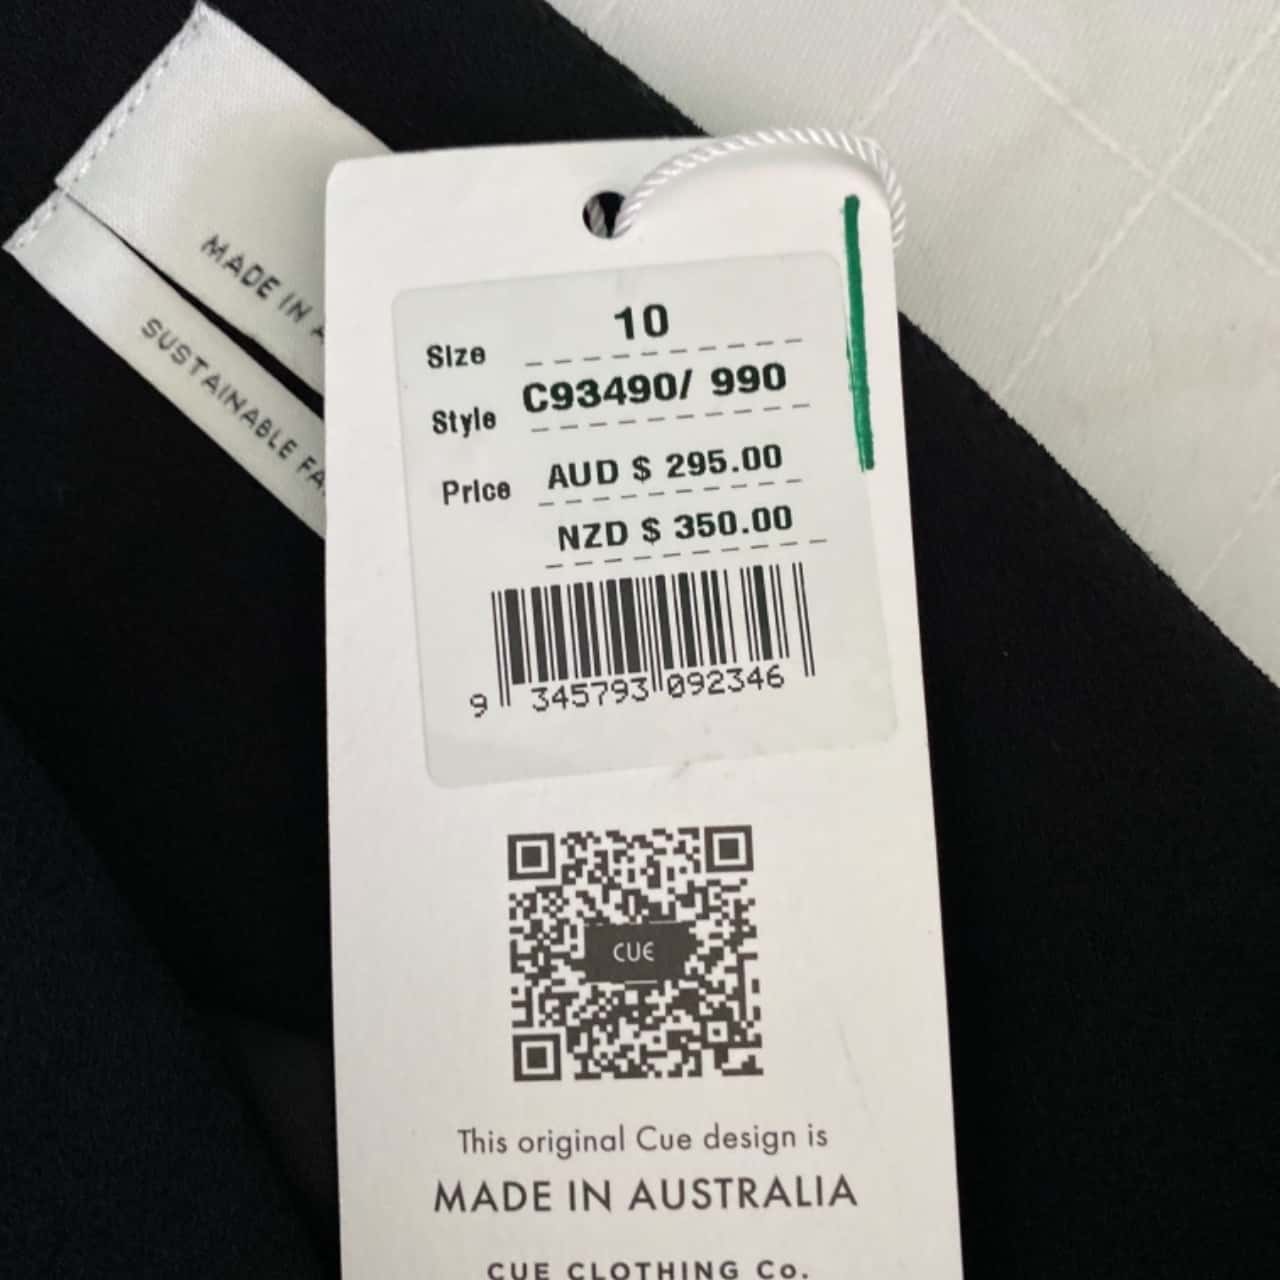 MADE IN
SUSTAINABLE
Size 10
Style C93490/ 990
Price AUD $ 295.00
NZD $ 350.00
9 345793 092346
CUE
This original Cue design is
MADE IN AUSTRALIA
CUE CLOTHING Co.